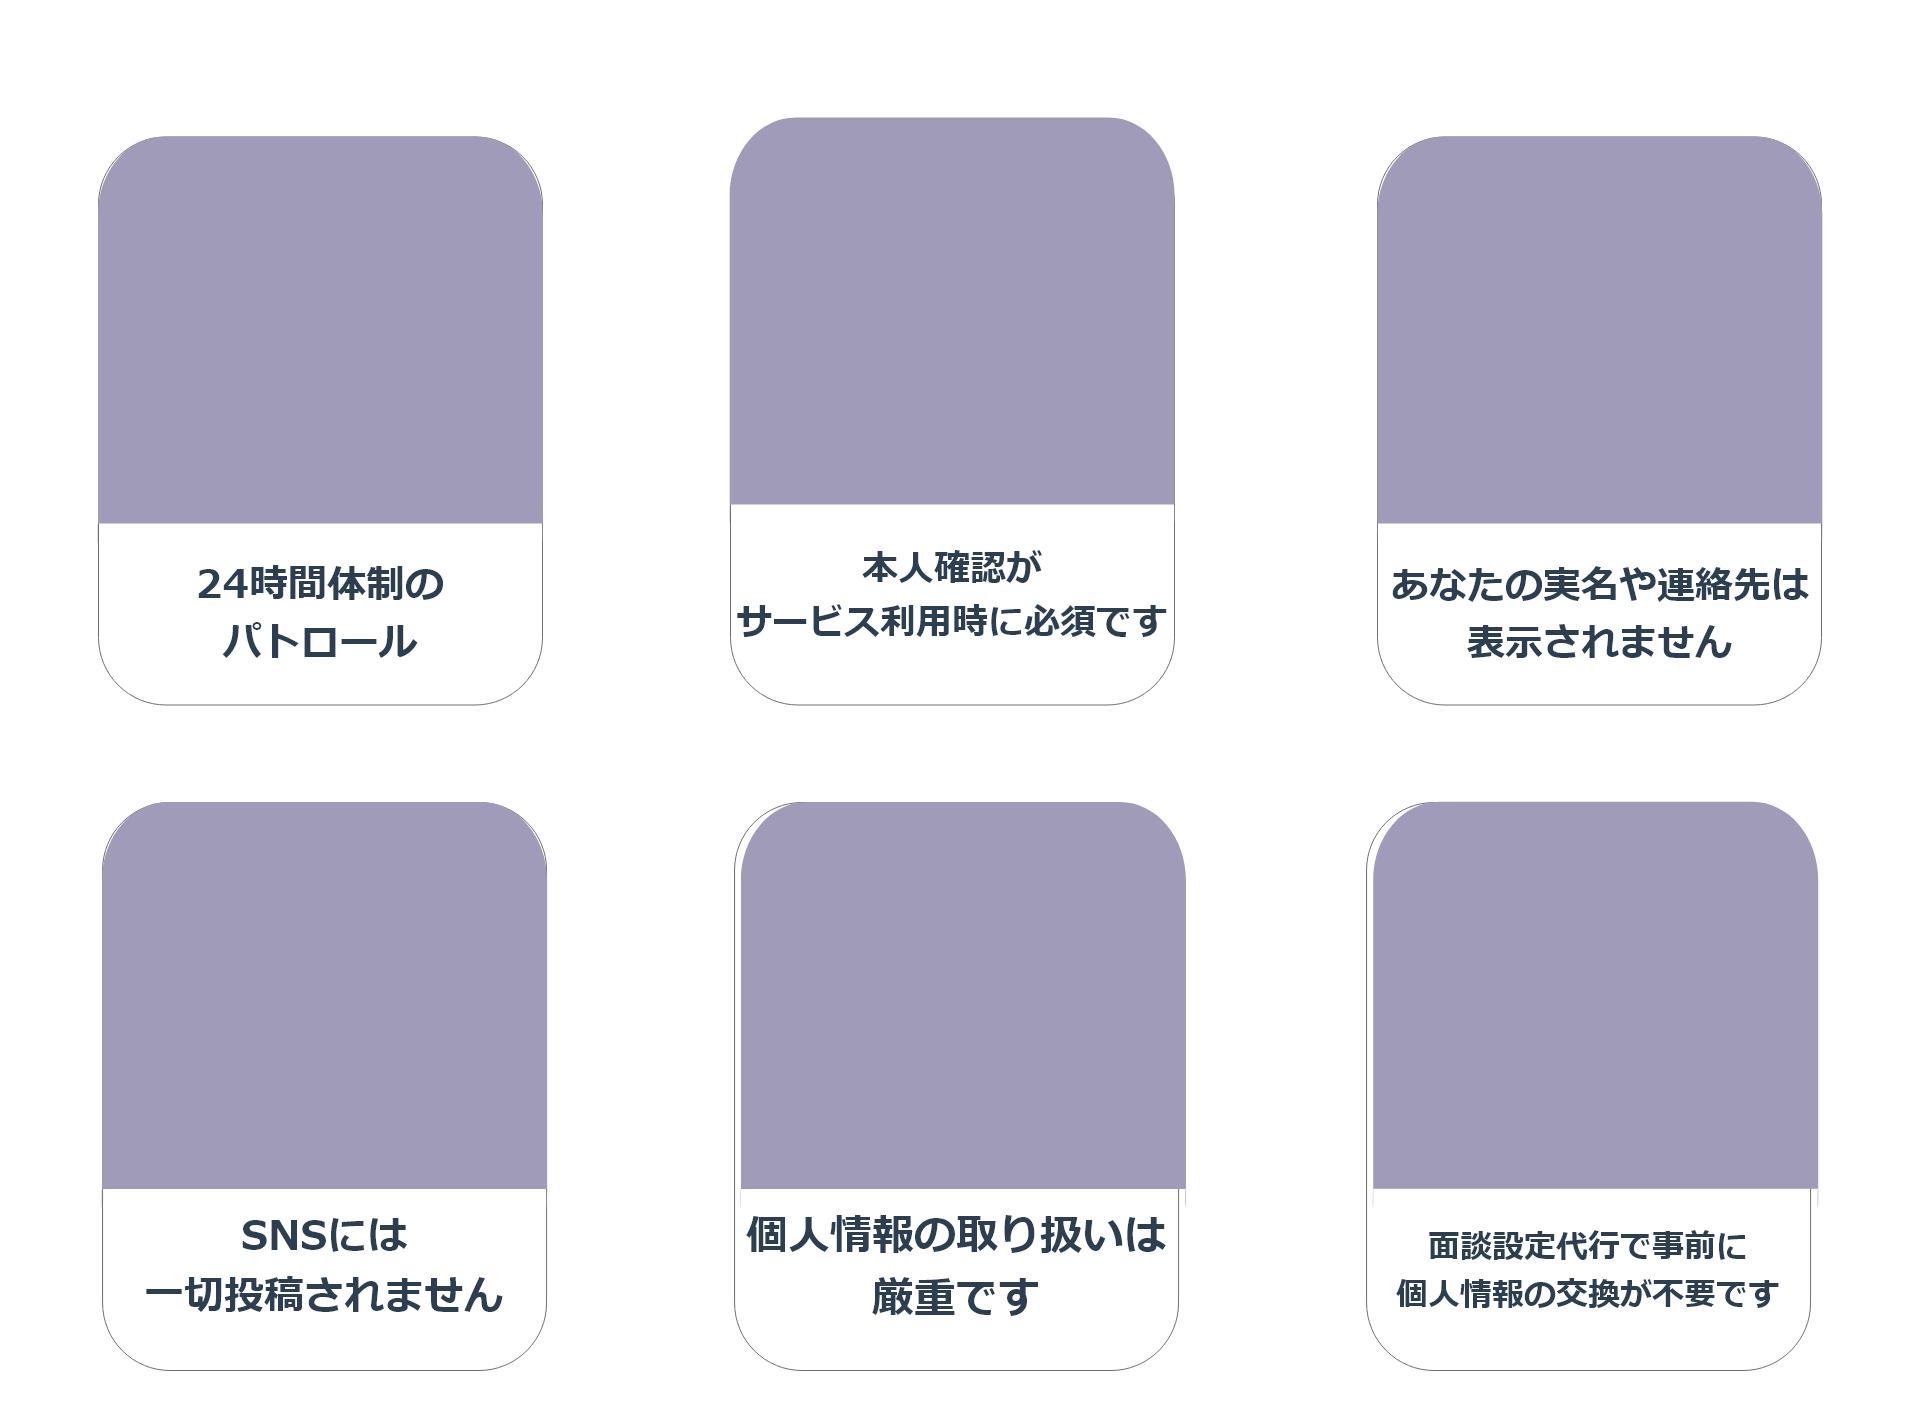 24時間体制の
パトロール
本人確認が
サービス利用時に必須です
あなたの実名や連絡先は
表示されません
SNSには
一切投稿されません
個人情報の取り扱いは
厳重です
面談設定代行で事前に
個人情報の交換が不要です